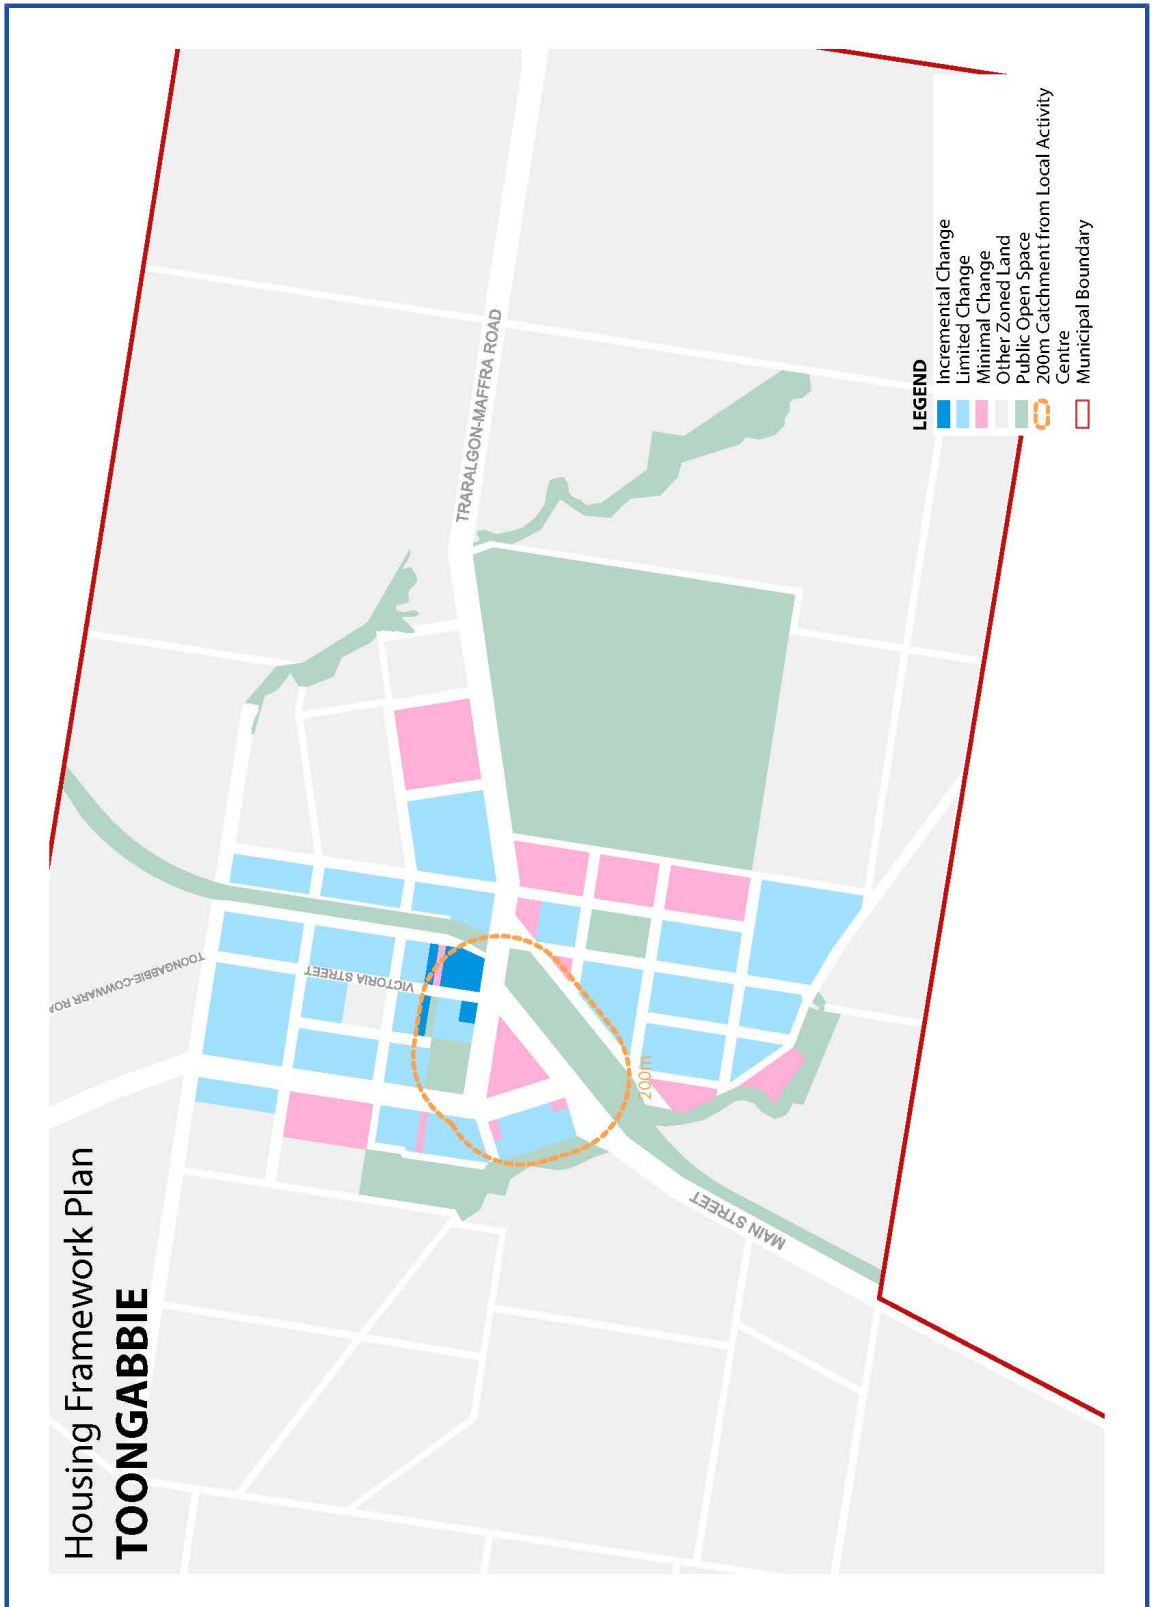 Housing Framework Plan
TOONGABBIE
TOONGABBIE-COWWARR ROA
VICTORIA STREET
TRARALGON-MAFFRA ROAD
200m
MAIN STREET
LEGEND
Incremental Change
Limited Change
Minimal Change
Other Zoned Land
Public Open Space
200m Catchment from Local Activity
Centre
Municipal Boundary